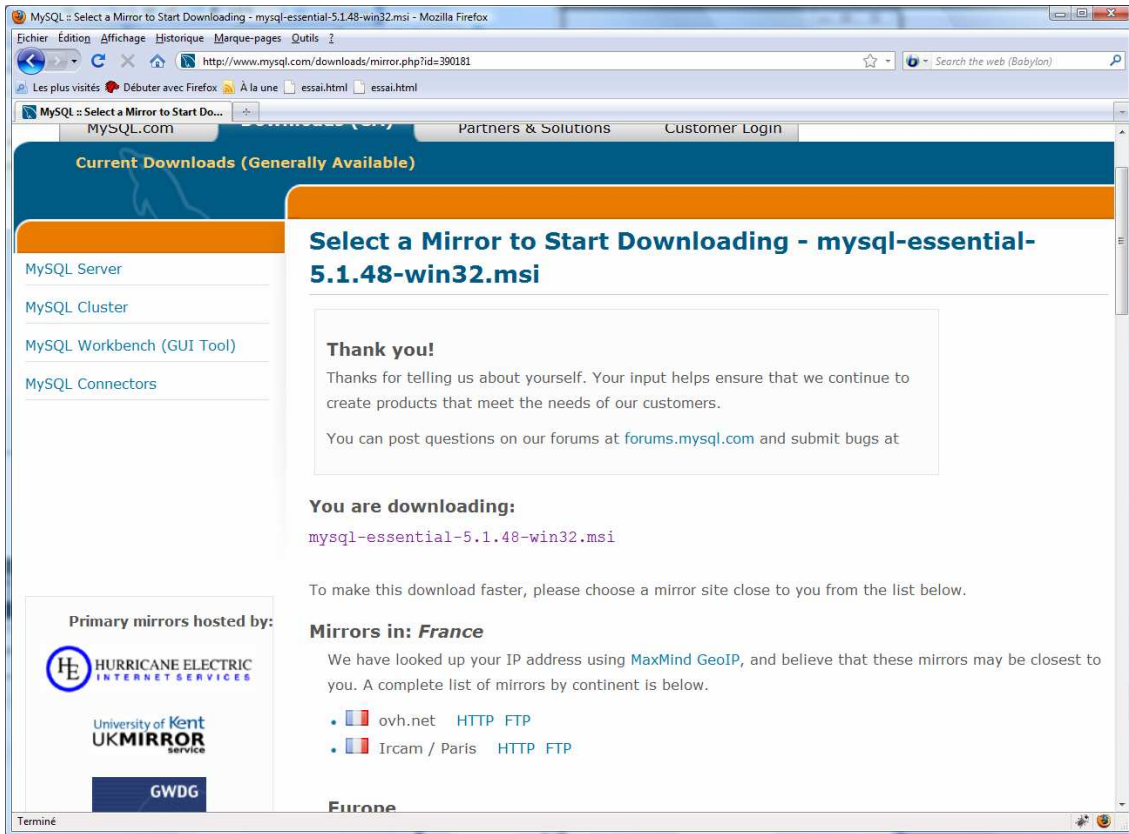 MySQL :: Select a Mirror to Start Downloading - mysql-essential-5.1.48-win32.msi - Mozilla Firefox
Fichier Édition Affichage Historique Marque-pages Outils ?
http://www.mysql.com/downloads/mirror.php?id=390181
Search the web (Babylon)
Les plus visités Débuter avec Firefox À la une essai.html essai.html
MySQL :: Select a Mirror to Start Do...
MySQL.com Downloads (GA) Partners & Solutions Customer Login
Current Downloads (Generally Available)
Select a Mirror to Start Downloading - mysql-essential-
5.1.48-win32.msi
MySQL Server
MySQL Cluster
MySQL Workbench (GUI Tool)
MySQL Connectors
Thank you!
Thanks for telling us about yourself. Your input helps ensure that we continue to
create products that meet the needs of our customers.
You can post questions on our forums at forums.mysql.com and submit bugs at
You are downloading:
mysql-essential-5.1.48-win32.msi
To make this download faster, please choose a mirror site close to you from the list below.
Mirrors in: France
We have looked up your IP address using MaxMind GeoIP, and believe that these mirrors may be closest to
you. A complete list of mirrors by continent is below.
ovh.net HTTP FTP
Ircam / Paris HTTP FTP
Europe
Primary mirrors hosted by:
HE HURRICANE ELECTRIC
INTERNET SERVICES
University of Kent
UKMIRROR
service
GWDG
Terminé